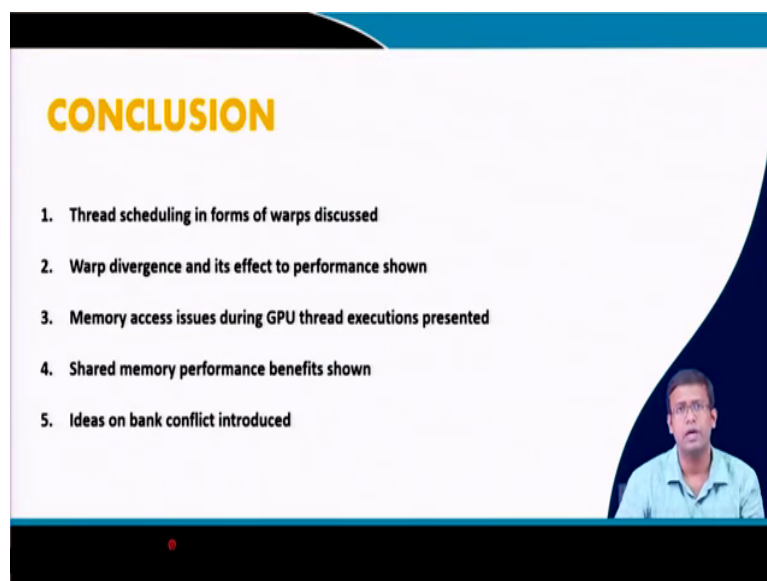 CONCLUSION
1. Thread scheduling in forms of warps discussed
2. Warp divergence and its effect to performance shown
3. Memory access issues during GPU thread executions presented
4. Shared memory performance benefits shown
5. Ideas on bank conflict introduced